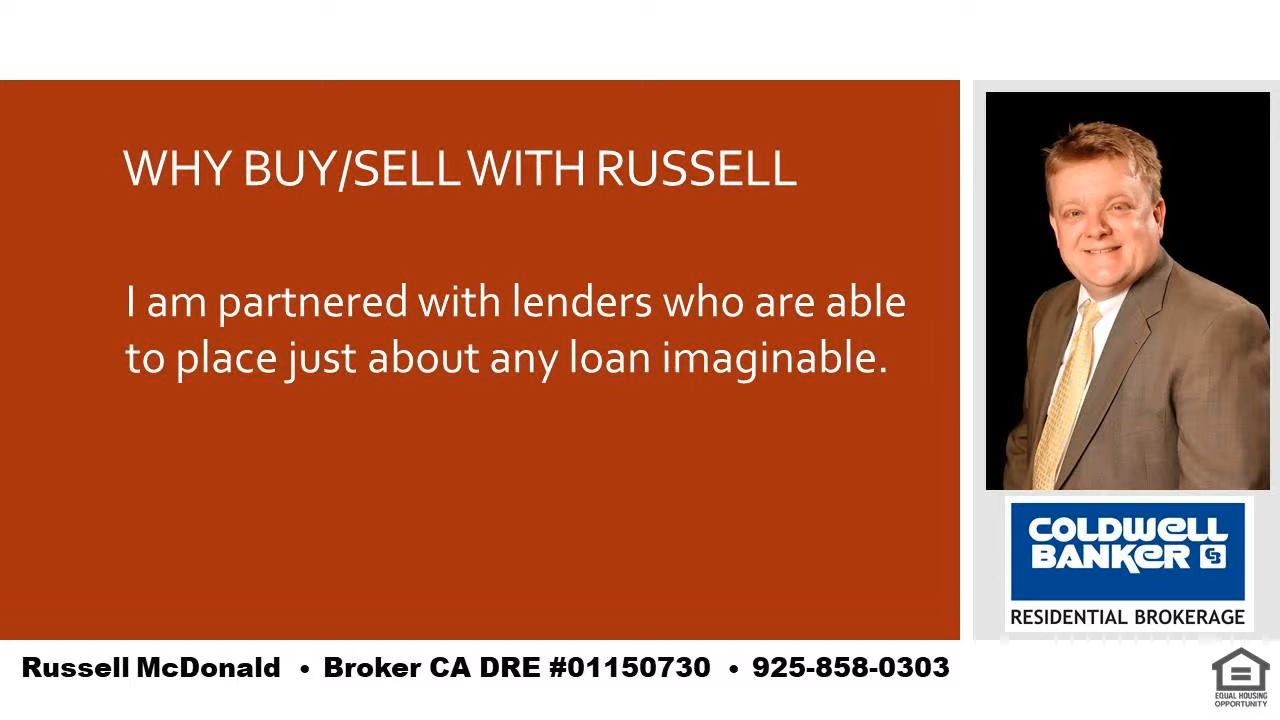 WHY BUY/SELL WITH RUSSELL
I am partnered with lenders who are able
to place just about any loan imaginable.
COLDWELL
BANKER CB
RESIDENTIAL BROKERAGE
Russell McDonald • Broker CA DRE #01150730 • 925-858-0303
EQUAL HOUSING
OPPORTUNITY